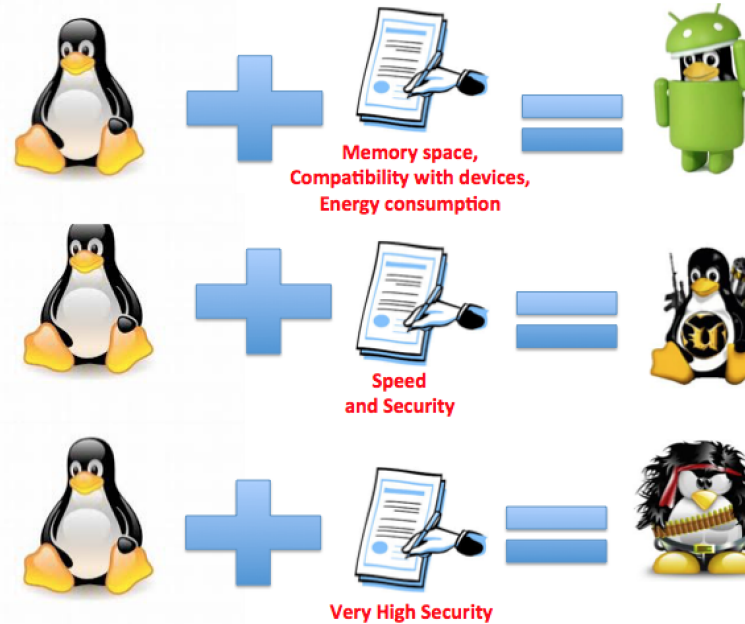 Memory space,
Compatibility with devices,
Energy consumption
Speed
and Security
Very High Security